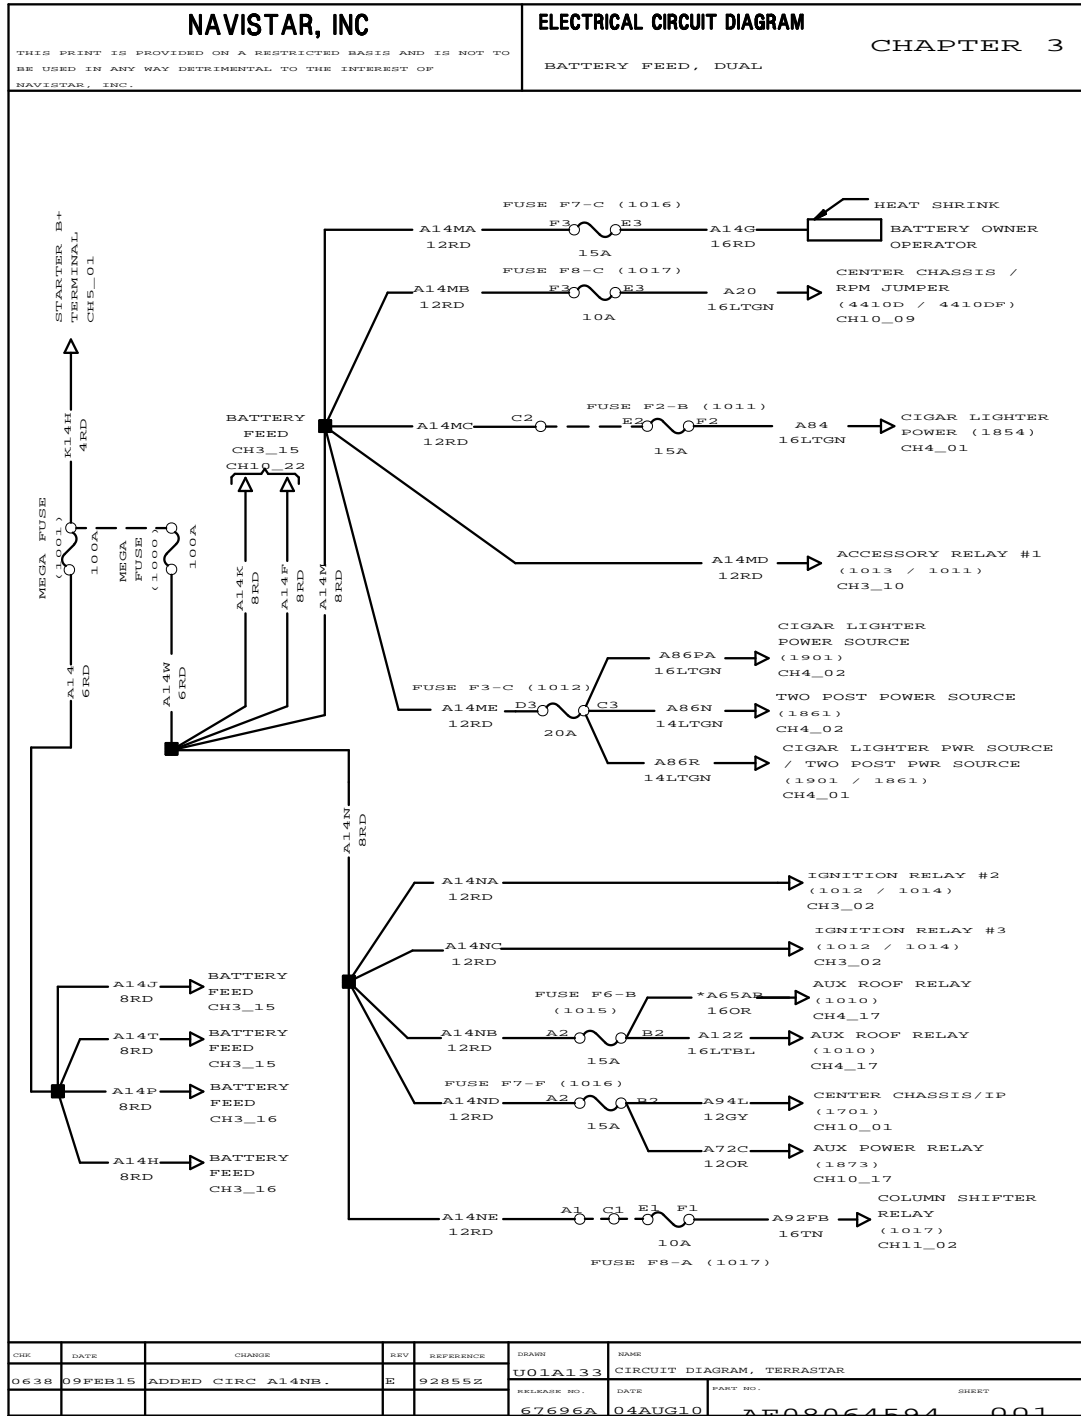 NAVISTAR, INC
THIS PRINT IS PROVIDED ON A RESTRICTED BASIS AND IS NOT TO
BE USED IN ANY WAY DETRIMENTAL TO THE INTEREST OF
NAVISTAR, INC.
ELECTRICAL CIRCUIT DIAGRAM
BATTERY FEED, DUAL
CHAPTER 3
STARTER B+
TERMINAL
CH5_01
K14H
4RD
MEGA FUSE
(1001)
100A
MEGA
FUSE
(1000)
100A
A14
6RD
A14W
6RD
BATTERY
FEED
CH3_15
CH10_22
A14K
8RD
A14F
8RD
A14M
8RD
FUSE F7-C (1016)
A14MA
12RD
F3
E3
15A
A14G
16RD
HEAT SHRINK
BATTERY OWNER
OPERATOR
FUSE F8-C (1017)
A14MB
12RD
F3
E3
10A
A20
16LTGN
CENTER CHASSIS /
RPM JUMPER
(4410D / 4410DF)
CH10_09
FUSE F2-B (1011)
A14MC
12RD
C2
E2
F2
15A
A84
16LTGN
CIGAR LIGHTER
POWER (1854)
CH4_01
A14MD
12RD
ACCESSORY RELAY #1
(1013 / 1011)
CH3_10
FUSE F3-C (1012)
A14ME
12RD
D3
C3
20A
A86PA
16LTGN
CIGAR LIGHTER
POWER SOURCE
(1901)
CH4_02
A86N
14LTGN
TWO POST POWER SOURCE
(1861)
CH4_02
A86R
14LTGN
CIGAR LIGHTER PWR SOURCE
/ TWO POST PWR SOURCE
(1901 / 1861)
CH4_01
A14N
8RD
A14NA
12RD
IGNITION RELAY #2
(1012 / 1014)
CH3_02
A14NC
12RD
IGNITION RELAY #3
(1012 / 1014)
CH3_02
FUSE F6-B
(1015)
A14NB
12RD
A2
B2
15A
*A65AB
16OR
AUX ROOF RELAY
(1010)
CH4_17
A12Z
16LTBL
AUX ROOF RELAY
(1010)
CH4_17
FUSE F7-F (1016)
A14ND
12RD
A2
B2
15A
A94L
12GY
CENTER CHASSIS/IP
(1701)
CH10_01
A72C
12OR
AUX POWER RELAY
(1873)
CH10_17
A14NE
12RD
A1
C1
E1
F1
10A
FUSE F8-A (1017)
A92FB
16TN
COLUMN SHIFTER
RELAY
(1017)
CH11_02
A14J
8RD
BATTERY
FEED
CH3_15
A14T
8RD
BATTERY
FEED
CH3_15
A14P
8RD
BATTERY
FEED
CH3_16
A14H
8RD
BATTERY
FEED
CH3_16
CHK DATE CHANGE REV REFERENCE
0638 09FEB15 ADDED CIRC A14NB. E 92855Z
DRAWN
U01A133
NAME
CIRCUIT DIAGRAM, TERRASTAR
RELEASE NO.
67696A
DATE
04AUG10
PART NO.
AE08064594
SHEET
001